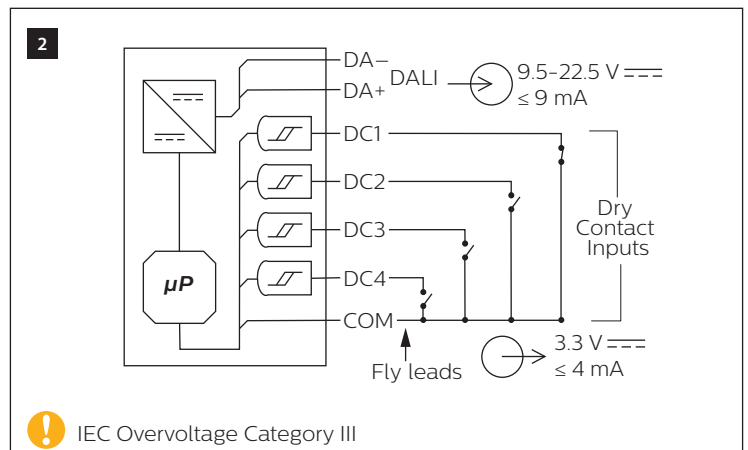 2
DA–
DA+
DALI
9.5-22.5 V
≤ 9 mA
DC1
DC2
DC3
DC4
COM
Dry
Contact
Inputs
µP
Fly leads
3.3 V
≤ 4 mA
! IEC Overvoltage Category III